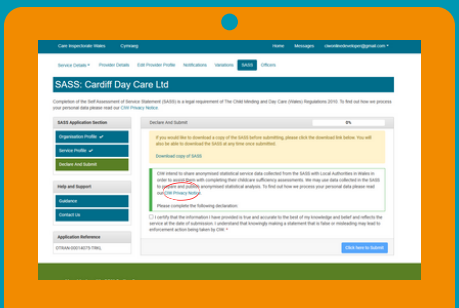 Care Inspectorate Wales Cymraeg Home Messages
Service Details Provider Details Edit Provider Profile Notifications Variations SASS Officers
SASS: Cardiff Day Care Ltd
Completion of the Self Assessment of Service Statement (SASS) is a legal requirement of The Child Minding and Day Care (Wales) Regulations 2010. To find out how we process
your personal data please read our CIW Privacy Notice
SASS Application Section
Organisation Profile
Service Profile
Declare And Submit
Help and Support
Guidance
Contact Us
Application Reference
Declare And Submit 0%
If you would like to download a copy of the SASS before submitting, please click the download link below. You will
also be able to download the SASS at any time once submitted.
Download copy of SASS
CIW intend to share anonymised statistical service data collected from the SASS with Local Authorities in Wales in
order to assist them with completing their childcare sufficiency assessments. We may use data collected in the SASS
to prepare and publish anonymised statistical analysis. To find out how we process your personal data please read
our CIW Privacy Notice
Please complete the following declaration:
I certify that the information I have provided is true and accurate to the best of my knowledge and belief and reflects the
service at the date of submission. I understand that knowingly making a statement that is false or misleading may lead to
enforcement action being taken by CIW. *
Click here to Submit